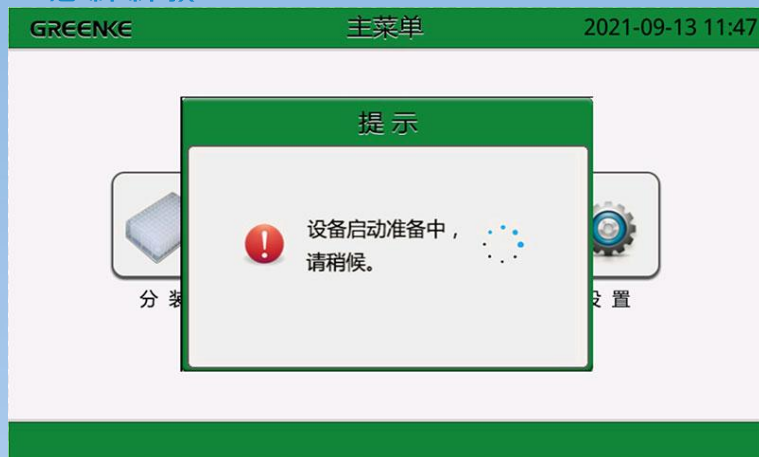 GREENKE 主菜单 2021-09-13 11:47
提示
设备启动准备中，
请稍候。
分 装
设 置